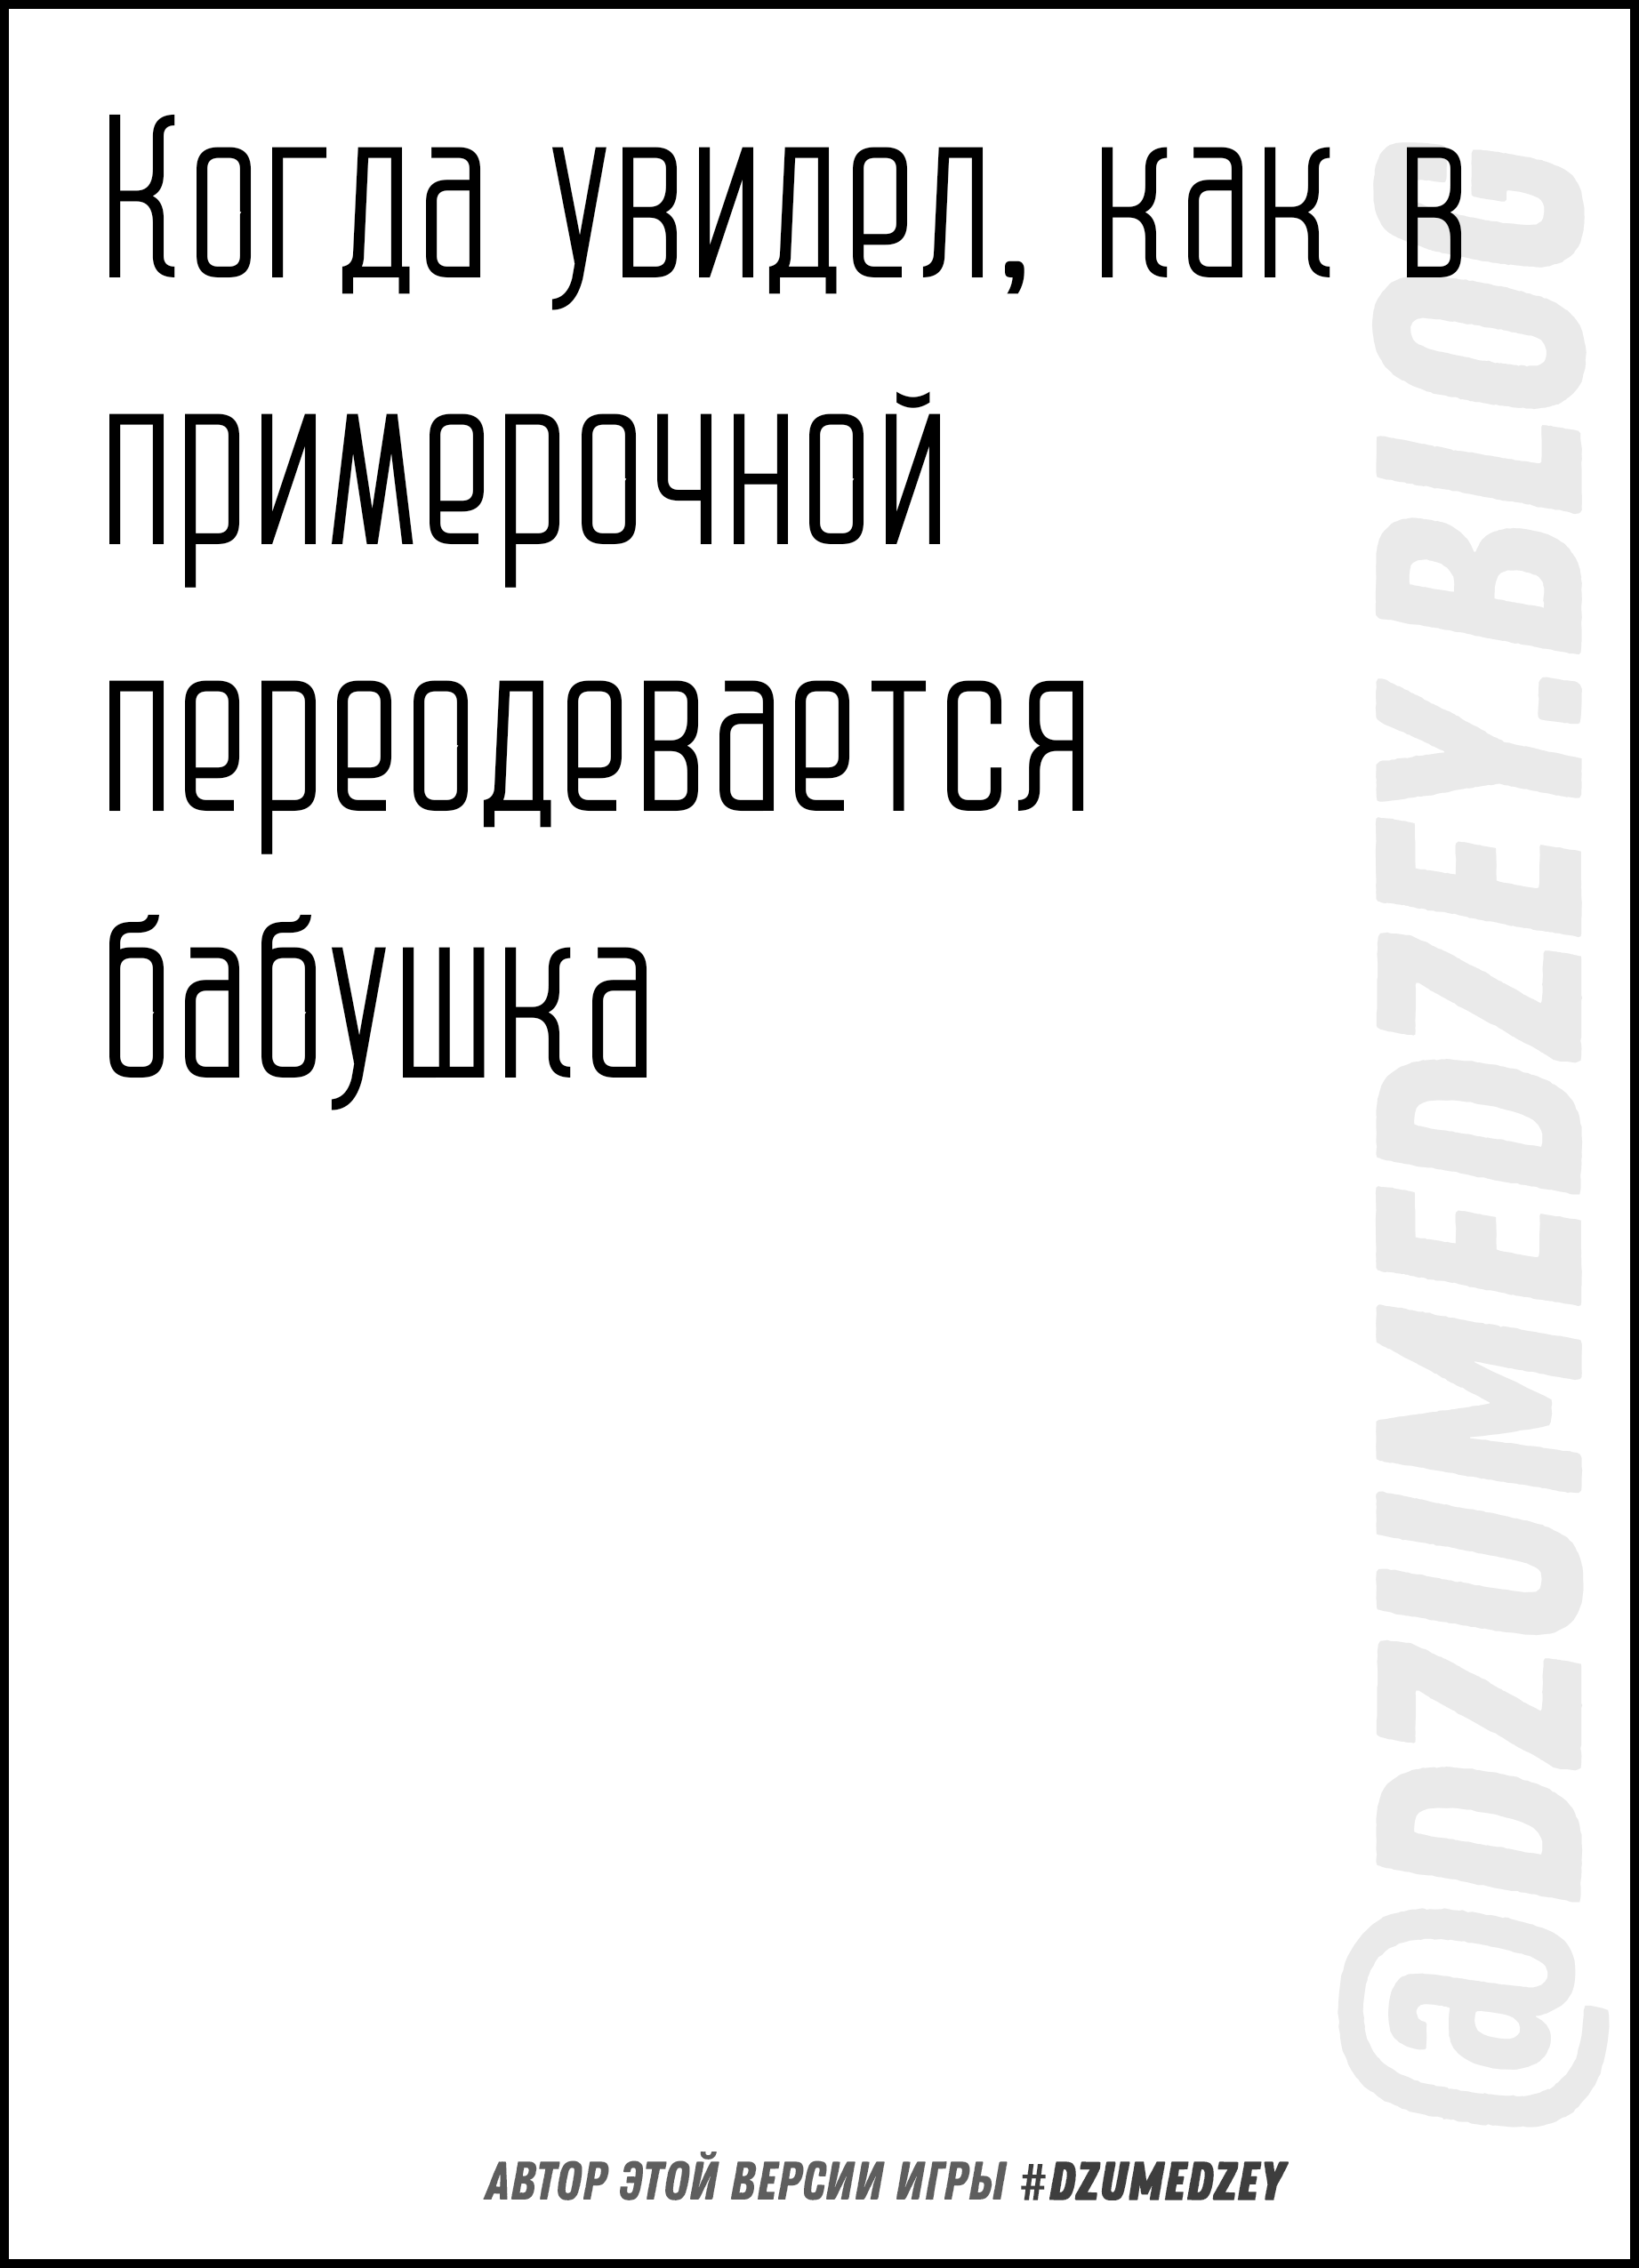 Когда увидел, как в
примерочной
переодевается
бабушка
@DZUMEDZEY.BLOG
АВТОР ЭТОЙ ВЕРСИИ ИГРЫ #DZUMEDZEY